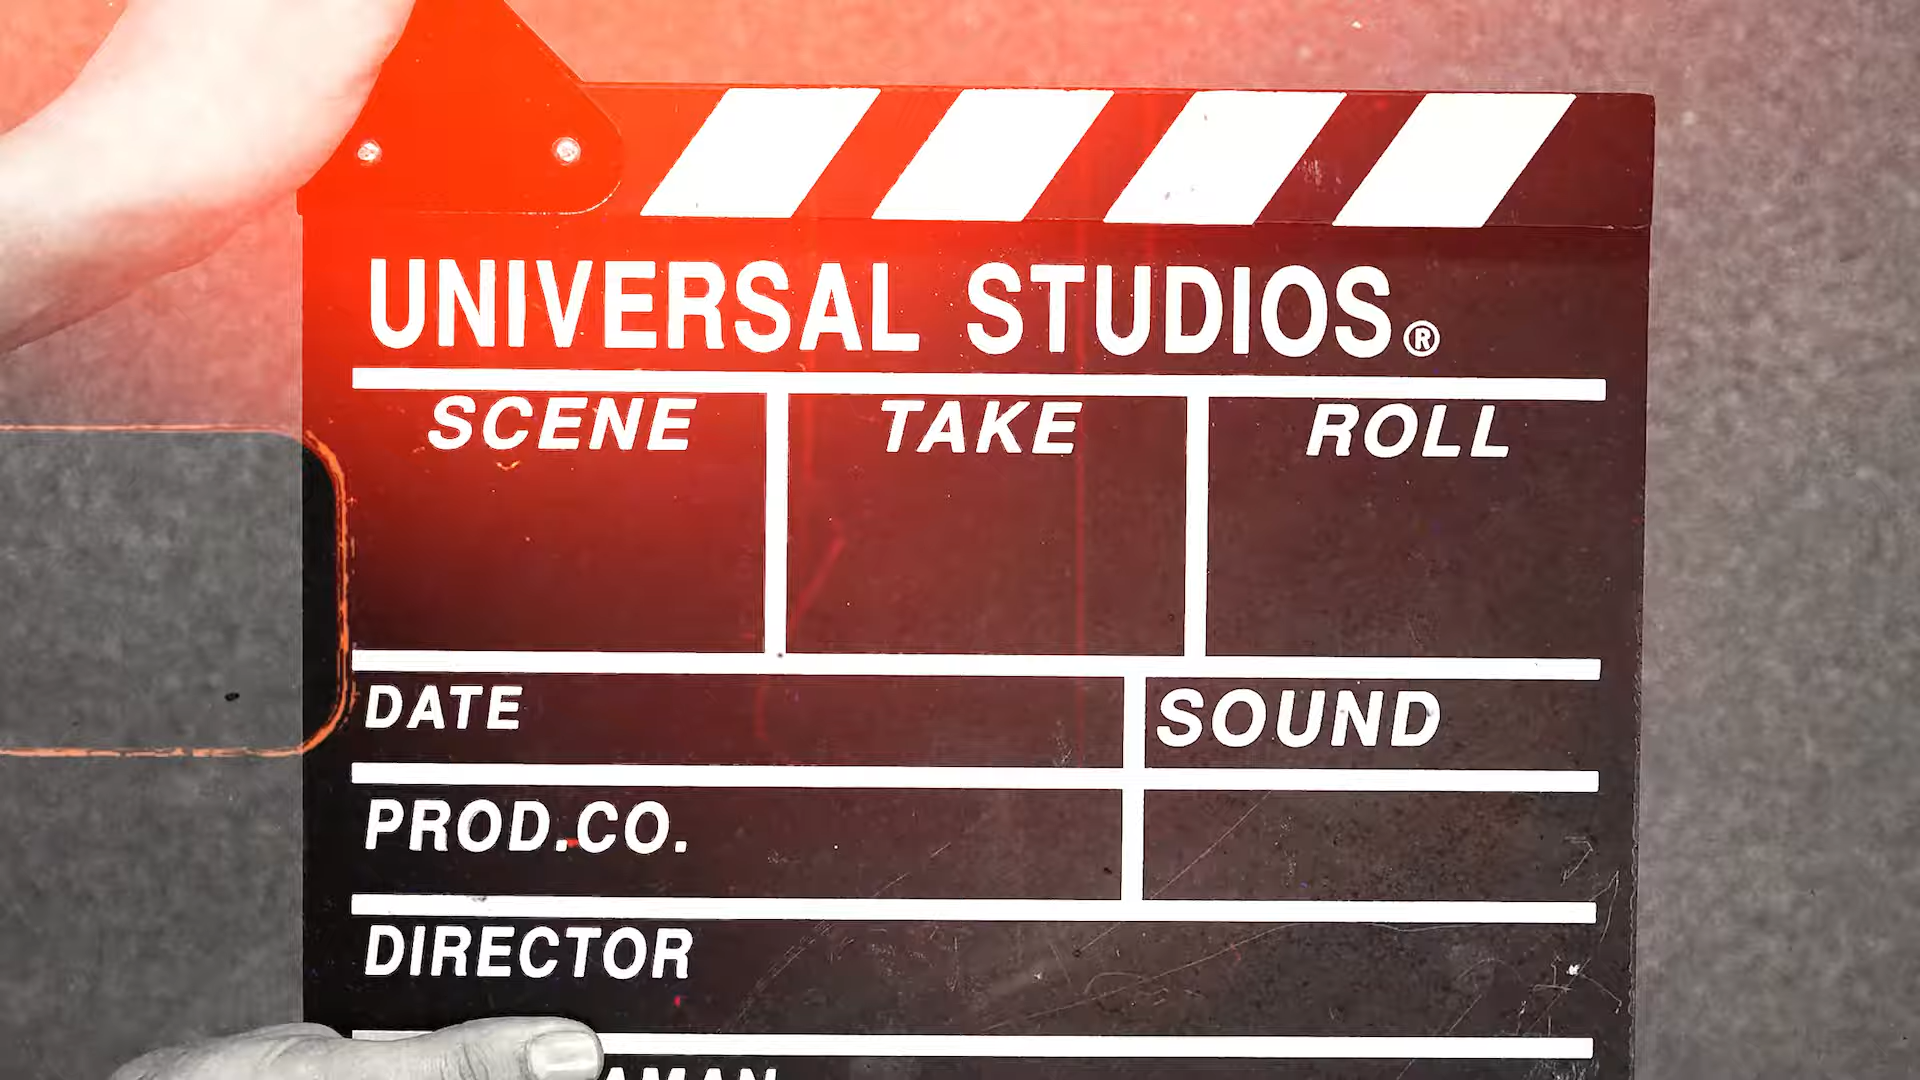 UNIVERSAL STUDIOS®
SCENE TAKE ROLL
DATE SOUND
PROD.CO.
DIRECTOR